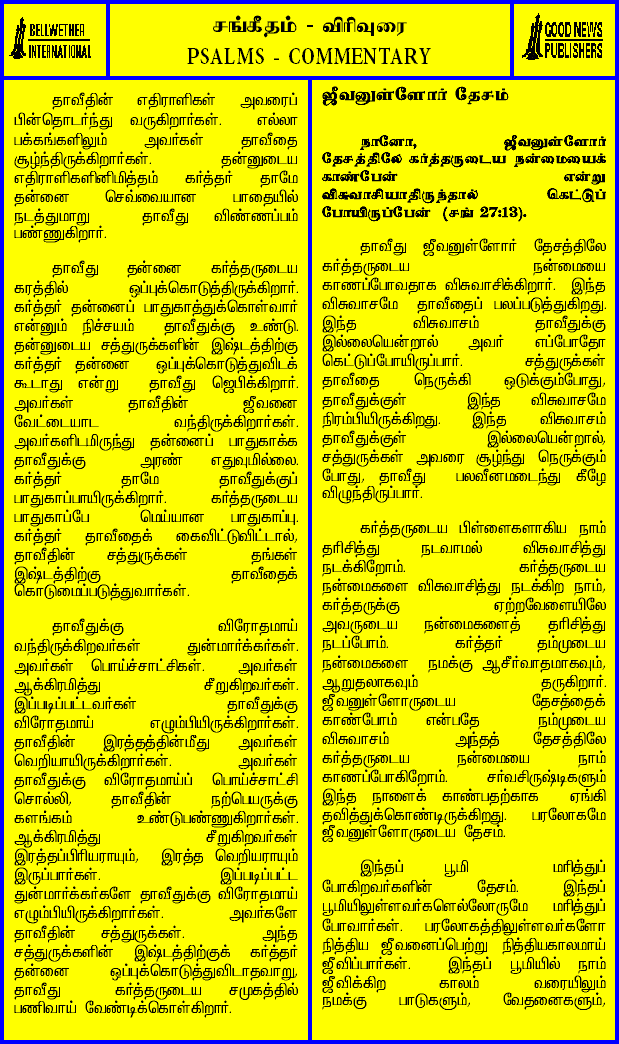 BELLWETHER
INTERNATIONAL
சங்கீதம் - விரிவுரை
PSALMS - COMMENTARY
GOOD NEWS
PUBLISHERS
தாவீதின் எதிராளிகள் அவரைப்
பின்தொடர்ந்து வருகிறார்கள். எல்லா
பக்கங்களிலும் அவர்கள் தாவீதை
சூழ்ந்திருக்கிறார்கள். தன்னுடைய
எதிராளிகளினிமித்தம் கர்த்தர் தாமே
தன்னை செவ்வையான பாதையில்
நடத்துமாறு தாவீது விண்ணப்பம்
பண்ணுகிறார்.
தாவீது தன்னை கர்த்தருடைய
கரத்தில் ஒப்புக்கொடுத்திருக்கிறார்.
கர்த்தர் தன்னைப் பாதுகாத்துக்கொள்வார்
என்னும் நிச்சயம் தாவீதுக்கு உண்டு.
தன்னுடைய சத்துருக்களின் இஷ்டத்திற்கு
கர்த்தர் தன்னை ஒப்புக்கொடுத்துவிடக்
கூடாது என்று தாவீது ஜெபிக்கிறார்.
அவர்கள் தாவீதின் ஜீவனை
வேட்டையாட வந்திருக்கிறார்கள்.
அவர்களிடமிருந்து தன்னைப் பாதுகாக்க
தாவீதுக்கு அரண் எதுவுமில்லை.
கர்த்தர் தாமே தாவீதுக்குப்
பாதுகாப்பாயிருக்கிறார். கர்த்தருடைய
பாதுகாப்பே மெய்யான பாதுகாப்பு.
கர்த்தர் தாவீதைக் கைவிட்டுவிட்டால்,
தாவீதின் சத்துருக்கள் தங்கள்
இஷ்டத்திற்கு தாவீதைக்
கொடுமைப்படுத்துவார்கள்.
தாவீதுக்கு விரோதமாய்
வந்திருக்கிறவர்கள் துன்மார்க்கர்கள்.
அவர்கள் பொய்ச்சாட்சிகள். அவர்கள்
ஆக்கிரமித்து சீறுகிறவர்கள்.
இப்படிப்பட்டவர்கள் தாவீதுக்கு
விரோதமாய் எழும்பியிருக்கிறார்கள்.
தாவீதின் இரத்தத்தின்மீது அவர்கள்
வெறியாயிருக்கிறார்கள். அவர்கள்
தாவீதுக்கு விரோதமாய்ப் பொய்ச்சாட்சி
சொல்லி, தாவீதின் நற்பெயருக்கு
களங்கம் உண்டுபண்ணுகிறார்கள்.
ஆக்கிரமித்து சீறுகிறவர்கள்
இரத்தப்பிரியராயும், இரத்த வெறியராயும்
இருப்பார்கள். இப்படிப்பட்ட
துன்மார்க்கர்களே தாவீதுக்கு விரோதமாய்
எழும்பியிருக்கிறார்கள். அவர்களே
தாவீதின் சத்துருக்கள். அந்த
சத்துருக்களின் இஷ்டத்திற்குக் கர்த்தர்
தன்னை ஒப்புக்கொடுத்துவிடாதவாறு,
தாவீது கர்த்தருடைய சமுகத்தில்
பணிவாய் வேண்டிக்கொள்கிறார்.
ஜீவனுள்ளோர் தேசம்
நானோ, ஜீவனுள்ளோர்
தேசத்திலே கர்த்தருடைய நன்மையைக்
காண்பேன் என்று
விசுவாசியாதிருந்தால் கெட்டுப்
போயிருப்பேன் (சங் 27:13).
தாவீது ஜீவனுள்ளோர் தேசத்திலே
கர்த்தருடைய நன்மையை
காணப்போவதாக விசுவாசிக்கிறார். இந்த
விசுவாசமே தாவீதைப் பலப்படுத்துகிறது.
இந்த விசுவாசம் தாவீதுக்கு
இல்லையென்றால் அவர் எப்போதோ
கெட்டுப்போயிருப்பார். சத்துருக்கள்
தாவீதை நெருக்கி ஒடுக்கும்போது,
தாவீதுக்குள் இந்த விசுவாசமே
நிரம்பியிருக்கிறது. இந்த விசுவாசம்
தாவீதுக்குள் இல்லையென்றால்,
சத்துருக்கள் அவரை சூழ்ந்து நெருக்கும்
போது, தாவீது பலவீனமடைந்து கீழே
விழுந்திருப்பார்.
கர்த்தருடைய பிள்ளைகளாகிய நாம்
தரிசித்து நடவாமல் விசுவாசித்து
நடக்கிறோம். கர்த்தருடைய
நன்மைகளை விசுவாசித்து நடக்கிற நாம்,
கர்த்தருக்கு ஏற்றவேளையிலே
அவருடைய நன்மைகளைத் தரிசித்து
நடப்போம். கர்த்தர் தம்முடைய
நன்மைகளை நமக்கு ஆசீர்வாதமாகவும்,
ஆறுதலாகவும் தருகிறார்.
ஜீவனுள்ளோருடைய தேசத்தைக்
காண்போம் என்பதே நம்முடைய
விசுவாசம் அந்தத் தேசத்திலே
கர்த்தருடைய நன்மையை நாம்
காணப்போகிறோம். சர்வசிருஷ்டிகளும்
இந்த நாளைக் காண்பதற்காக ஏங்கி
தவித்துக்கொண்டிருக்கிறது. பரலோகமே
ஜீவனுள்ளோருடைய தேசம்.
இந்தப் பூமி மரித்துப்
போகிறவர்களின் தேசம். இந்தப்
பூமியிலுள்ளவர்களெல்லோருமே மரித்துப்
போவார்கள். பரலோகத்திலுள்ளவர்களோ
நித்திய ஜீவனைப்பெற்று நித்தியகாலமாய்
ஜீவிப்பார்கள். இந்தப் பூமியில் நாம்
ஜீவிக்கிற காலம் வரையிலும்
நமக்கு பாடுகளும், வேதனைகளும்,